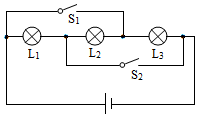 S₁
L₁ L₂ L₃
S₂